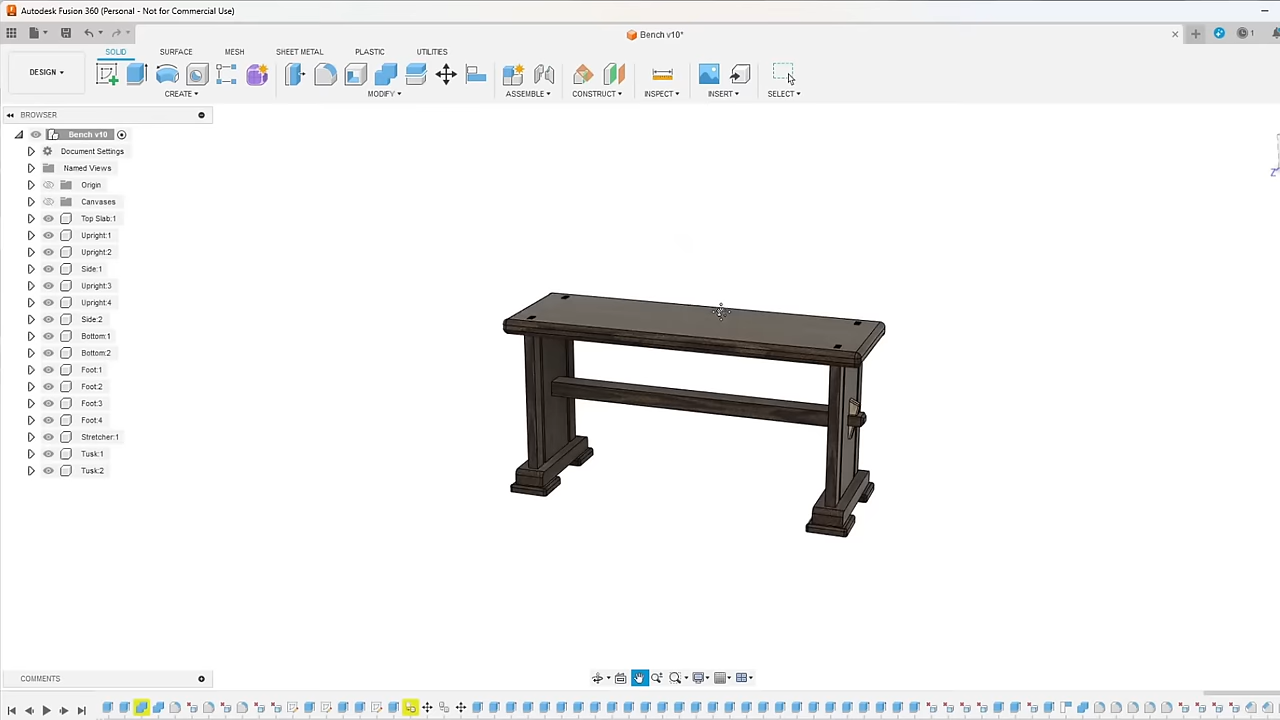 Autodesk Fusion 360 (Personal - Not for Commercial Use)
Bench v10*
1
DESIGN
SOLID
SURFACE
MESH
SHEET METAL
PLASTIC
UTILITIES
CREATE
MODIFY
ASSEMBLE
CONSTRUCT
INSPECT
INSERT
SELECT
BROWSER
Bench v10
Document Settings
Named Views
Origin
Canvases
Top Slab:1
Upright:1
Upright:2
Side:1
Upright:3
Upright:4
Side:2
Bottom:1
Bottom:2
Foot:1
Foot:2
Foot:3
Foot:4
Stretcher:1
Tusk:1
Tusk:2
Z
COMMENTS